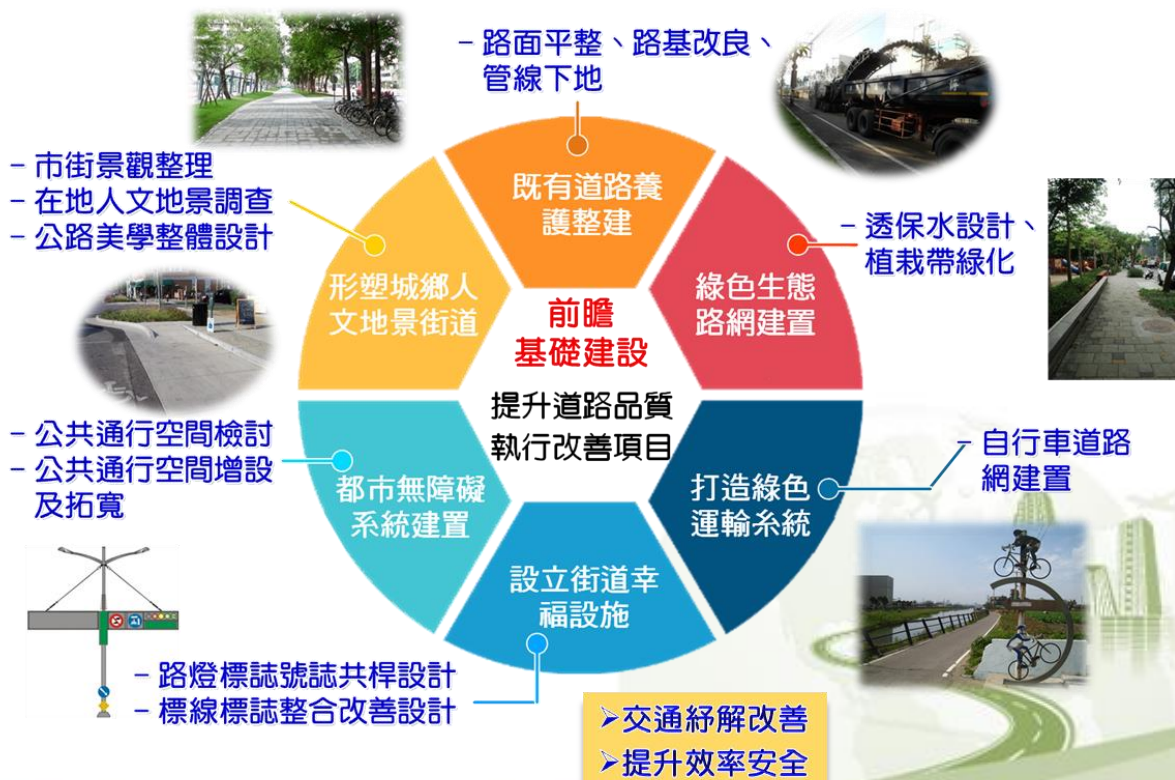 – 路面平整、路基改良、
管線下地
既有道路養
護整建
– 透保水設計、
植栽帶綠化
綠色生態
路網建置
– 自行車道路
網建置
打造綠色
運輸系統
設立街道幸
福設施
– 路燈標誌號誌共桿設計
– 標線標誌整合改善設計
都市無障礙
系統建置
– 公共通行空間檢討
– 公共通行空間增設
及拓寬
形塑城鄉人
文地景街道
– 市街景觀整理
– 在地人文地景調查
– 公路美學整體設計
前瞻
基礎建設
提升道路品質
執行改善項目
➢交通紓解改善
➢提升效率安全